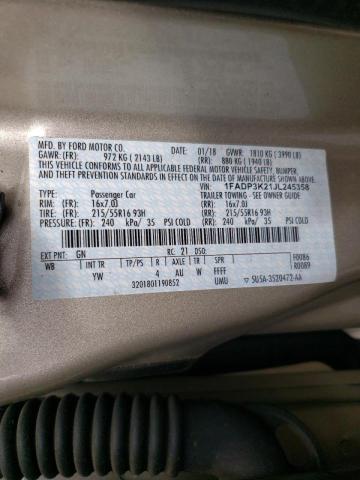 MFD. BY FORD MOTOR CO.
01/18 GVWR: 1810 KG ( 3990 LB)
GAWR: (FR): 972 KG ( 2143 LB) (RR): 880 KG (1940 LB)
THIS VEHICLE CONFORMS TO ALL APPLICABLE FEDERAL MOTOR VEHICLE SAFETY, BUMPER,
AND THEFT PREVENTION STANDARDS IN EFFECT ON THE DATE OF MANUFACTURE SHOWN ABOVE.
VIN: 1FADP3K21JL245358
TYPE: Passenger Car TRAILER TOWING - SEE OWNER GUIDE
RIM: (FR): 16x7.0J (RR): 16x7.0J
TIRE: (FR): 215/55R16 93H (RR): 215/55R16 93H
PRESSURE: (FR): 240 kPa/ 35 PSI COLD (RR): 240 kPa/ 35 PSI COLD
EXT PNT: GN RC: 21 DSO: F0086
R0089
INT TR TP/PS R AXLE TR SPR
YW 4 AU W FFFF
3201801190852 UMU 5U5A-3520472-AA